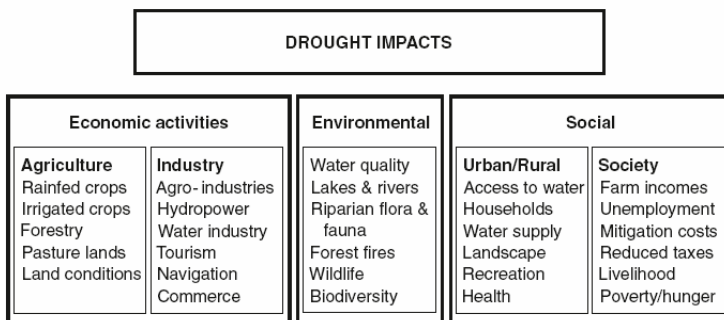 DROUGHT IMPACTS
Economic activities
Agriculture
Rainfed crops
Irrigated crops
Forestry
Pasture lands
Land conditions
Industry
Agro-industries
Hydropower
Water industry
Tourism
Navigation
Commerce
Environmental
Water quality
Lakes & rivers
Riparian flora &
fauna
Forest fires
Wildlife
Biodiversity
Social
Urban/Rural
Access to water
Households
Water supply
Landscape
Recreation
Health
Society
Farm incomes
Unemployment
Mitigation costs
Reduced taxes
Livelihood
Poverty/hunger